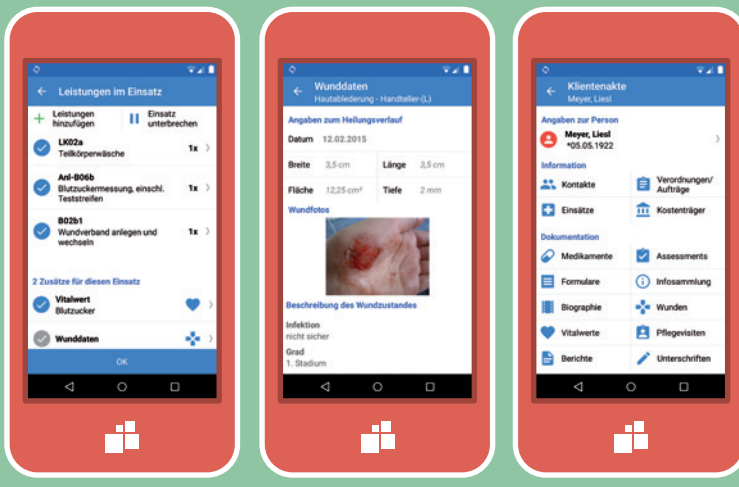 Leistungen im Einsatz
Leistungen
hinzufügen
Einsatz
unterbrechen
LK02a
Teilkörperwäsche
1x
Anl-B06b
Blutzuckermessung, einschl.
Teststreifen
1x
B02b1
Wundverband anlegen und
wechseln
1x
2 Zusätze für diesen Einsatz
Vitalwert
Blutzucker
Wunddaten
OK
Wunddaten
Hautablederung - Handteller-(L)
Angaben zum Heilungsverlauf
Datum 12.02.2015
Breite 3,5 cm Länge 3,5 cm
Fläche 12,25 cm² Tiefe 2 mm
Wundfotos
Beschreibung des Wundzustandes
Infektion
nicht sicher
Grad
1. Stadium
Klientenakte
Meyer, Liesl
Angaben zur Person
Meyer, Liesl
*05.05.1922
Information
Kontakte
Verordnungen/
Aufträge
Einsätze Kostenträger
Dokumentation
Medikamente Assessments
Formulare Infosammlung
Biographie Wunden
Vitalwerte Pflegevisiten
Berichte Unterschriften